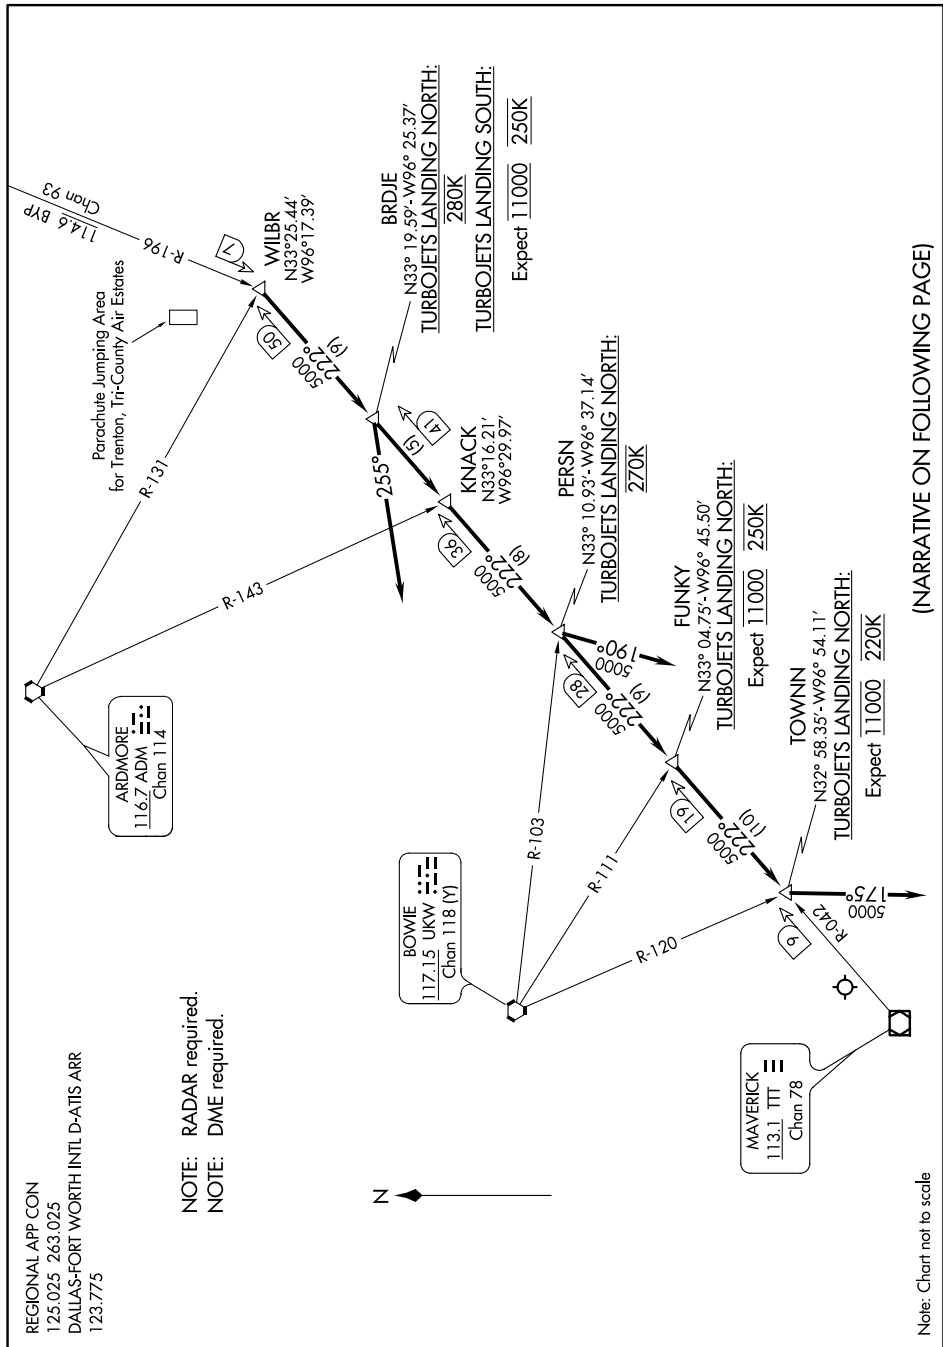 REGIONAL APP CON
125.025 263.025
DALLAS-FORT WORTH INTL D-ATIS ARR
123.775
NOTE: RADAR required.
NOTE: DME required.
N
ARDMORE
116.7 ADM
Chan 114
Parachute Jumping Area
for Trenton, Tri-County Air Estates
114.6 BYP
Chan 93
R-196
7
R-131
R-143
WILBR
N33°25.44'
W96°17.39'
50
5000
222°
(9)
BRDJE
N33° 19.59'-W96° 25.37'
TURBOJETS LANDING NORTH:
280K
TURBOJETS LANDING SOUTH:
Expect 11000 250K
255°
41
(5)
KNACK
N33°16.21'
W96°29.97'
36
5000
222°
(8)
PERSN
N33° 10.93'-W96° 37.14'
TURBOJETS LANDING NORTH:
270K
5000
190°
28
5000
222°
(9)
FUNKY
N33° 04.75'-W96° 45.50'
TURBOJETS LANDING NORTH:
Expect 11000 250K
BOWIE
117.15 UKW
Chan 118 (Y)
R-103
R-111
R-120
19
5000
222°
(10)
TOWNN
N32° 58.35'-W96° 54.11'
TURBOJETS LANDING NORTH:
Expect 11000 220K
5000
175°
9
R-042
MAVERICK
113.1 TTT
Chan 78
Note: Chart not to scale
(NARRATIVE ON FOLLOWING PAGE)